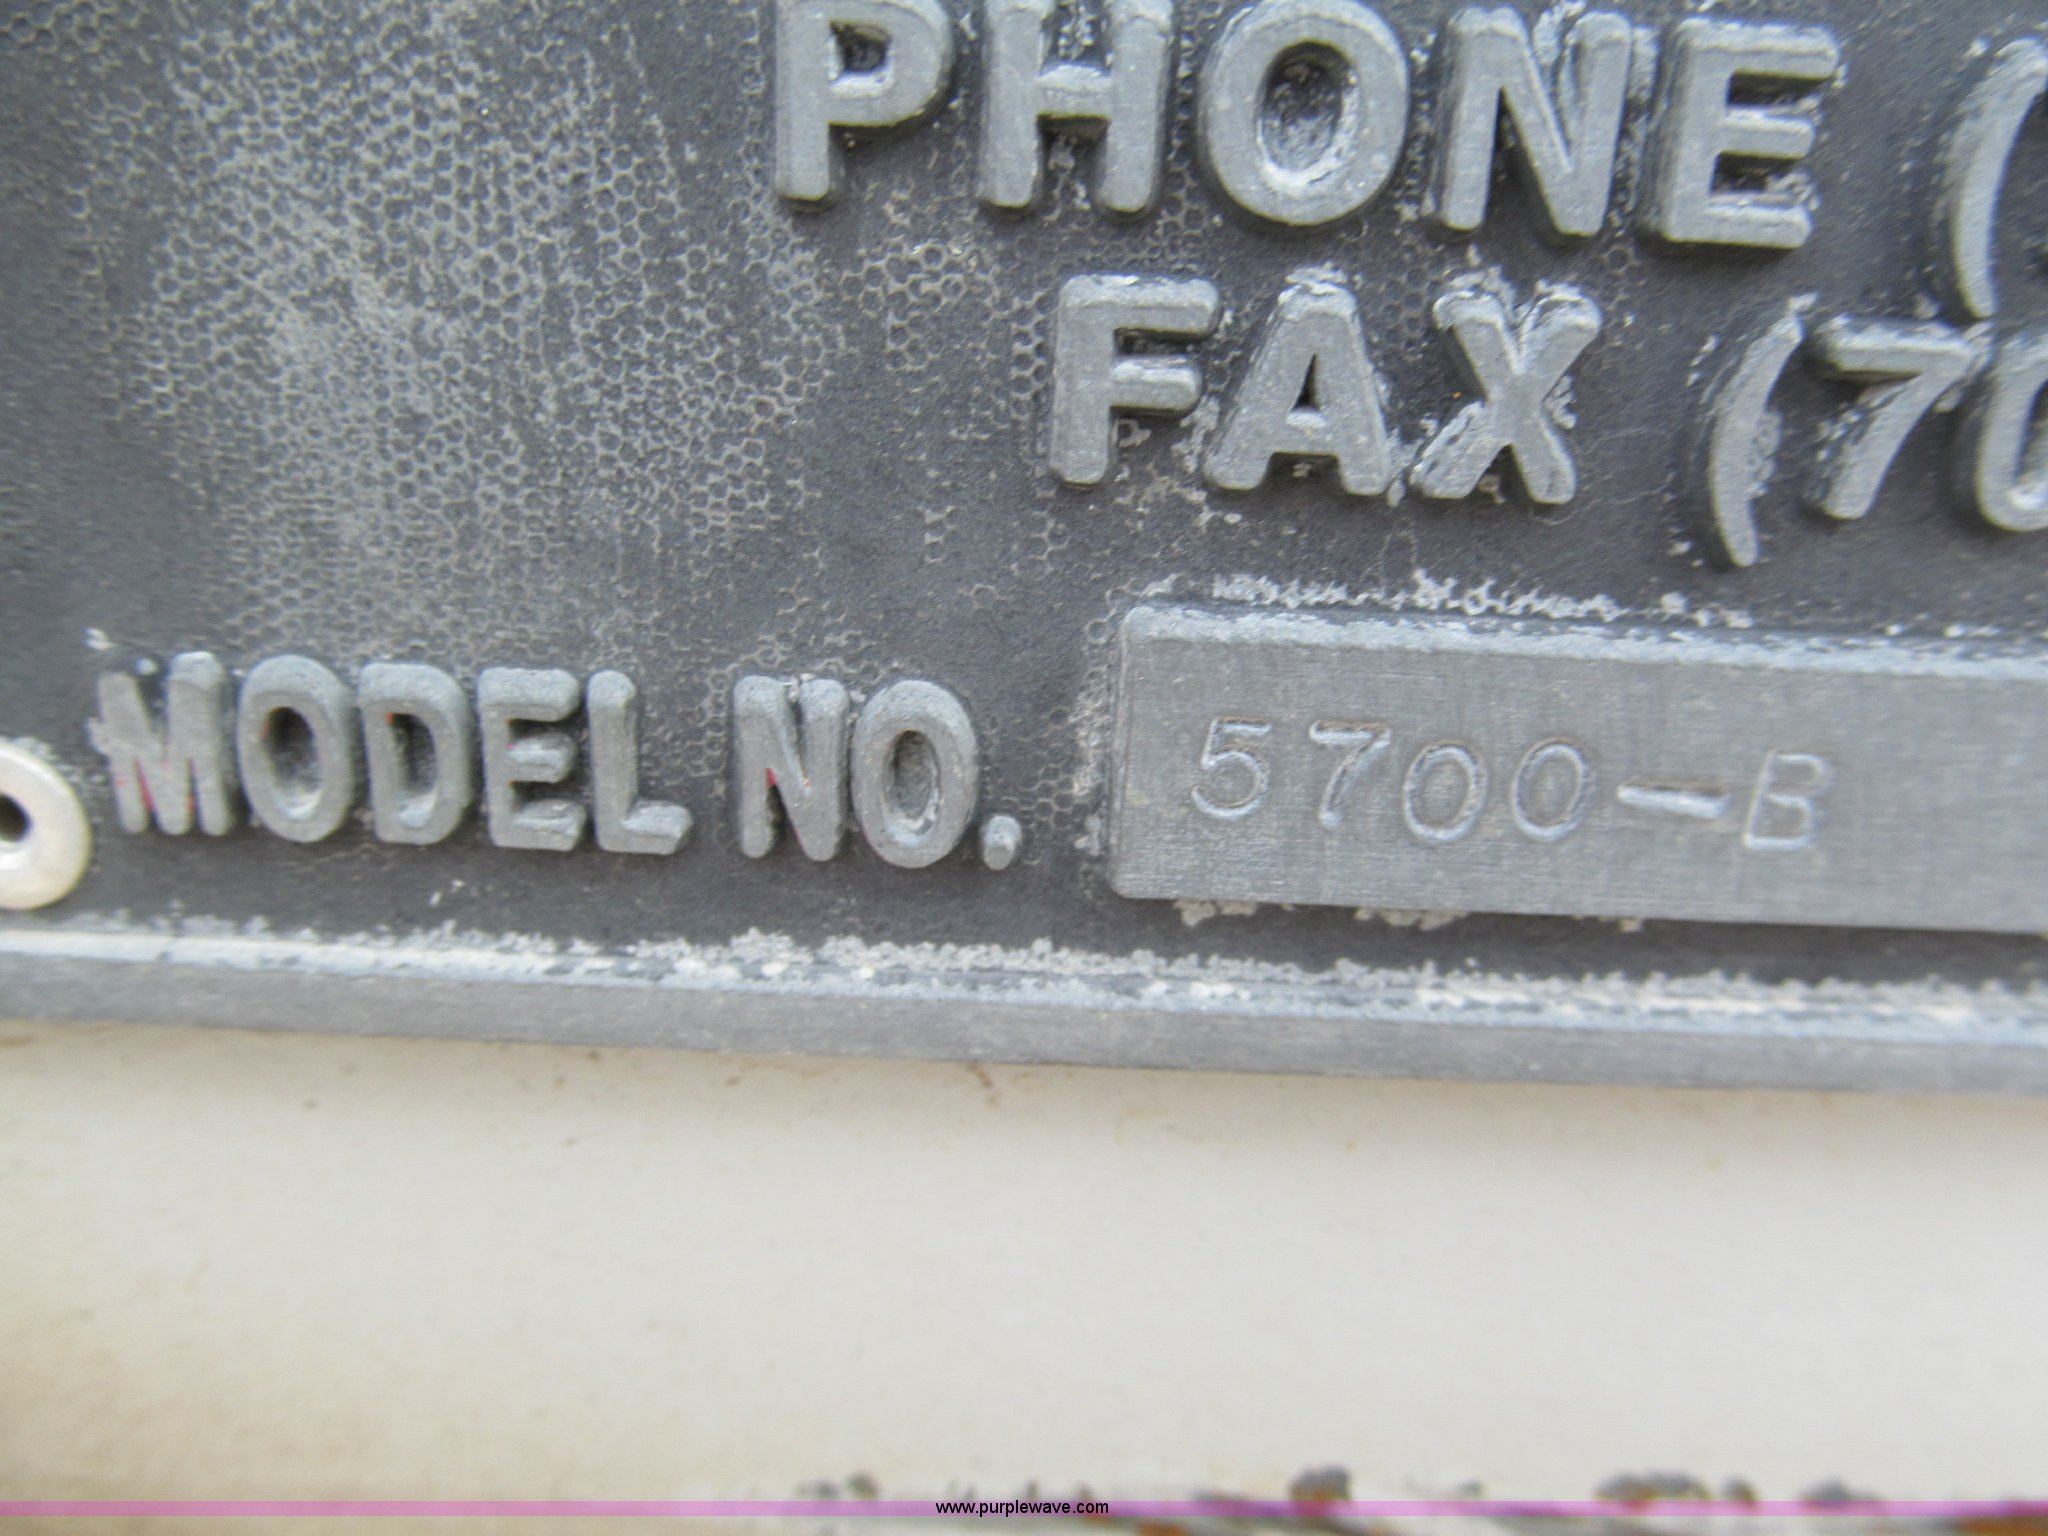 PHONE (
FAX (70
MODEL NO. 5700-B
www.purplewave.com